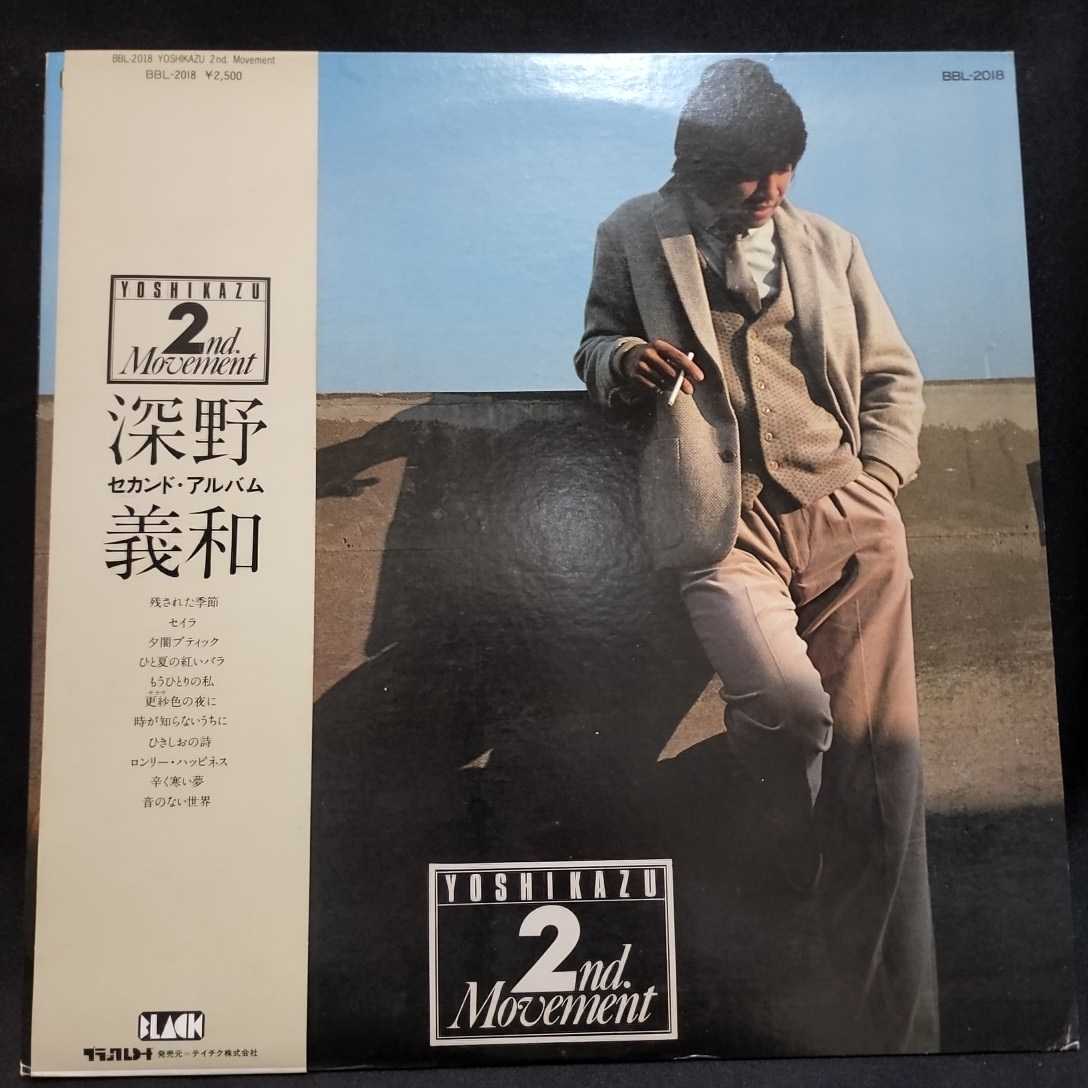 BBL-2018 YOSHIKAZU 2nd. Movement
BBL-2018 ¥2,500
YOSHIKAZU
2nd.
Movement
深野
セカンド・アルバム
義和
残された季節
セイラ
夕闇ブティック
ひと夏の紅いバラ
もうひとりの私
更紗色の夜に
時が知らないうちに
ひきしおの詩
ロンリー・ハッピネス
辛く寒い夢
音のない世界
BLACK
ブラックレコード 発売元=テイチク株式会社
BBL-2018
YOSHIKAZU
2nd.
Movement